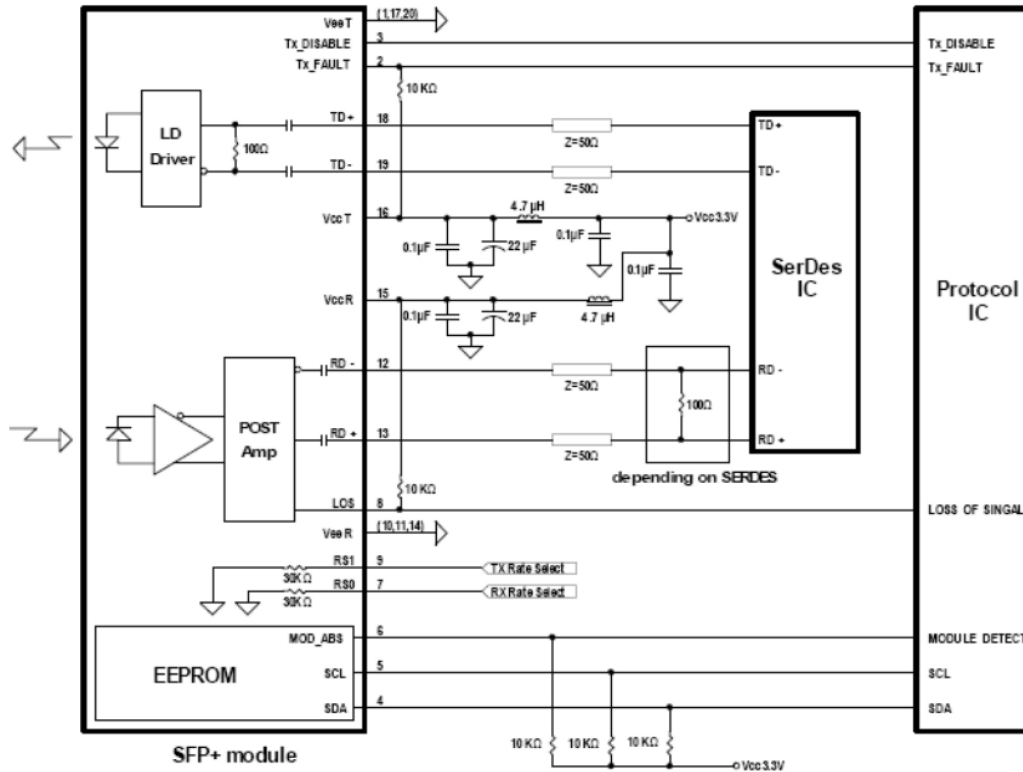 VeeT
(1,17,20)
Tx_DISABLE
3
Tx_DISABLE
Tx_FAULT
2
Tx_FAULT
10 KΩ
LD
Driver
100Ω
TD+
18
Z=50Ω
TD+
TD -
19
Z=50Ω
TD-
VccT
16
4.7 µH
Vcc3.3V
0.1µF
22 µF
0.1µF
0.1µF
SerDes
IC
Protocol
IC
VccR
15
0.1µF
22 µF
4.7 µH
RD -
12
Z=50Ω
RD -
100Ω
POST
Amp
RD +
13
Z=50Ω
RD +
depending on SERDES
10 KΩ
LOS
8
LOSS OF SINGAL
VeeR
(10,11,14)
RS1
9
TX Rate Select
30KΩ
RS0
7
RX Rate Select
30KΩ
MOD_ABS
6
MODULE DETECT
EEPROM
SCL
5
SCL
SDA
4
SDA
10 KΩ
10 KΩ
10 KΩ
Vcc3.3V
SFP+ module